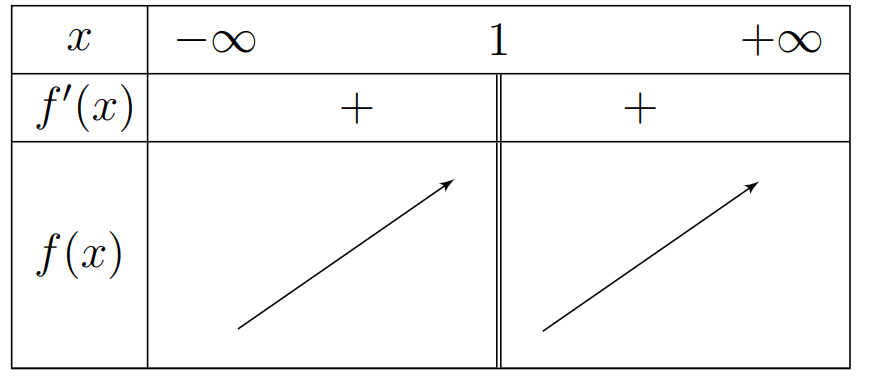 x −∞ 1 +∞
f′(x) + +
f(x)